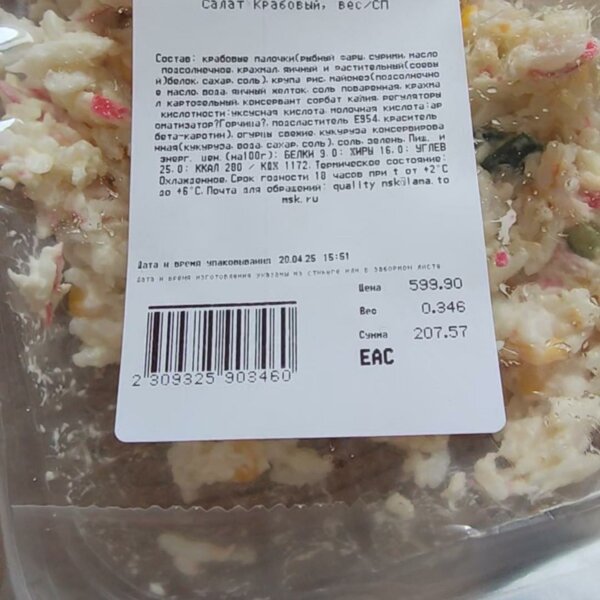 Салат Крабовый, вес/СП
Состав: крабовые палочки(рыбный фарш сурими, масло
подсолнечное, крахмал, яичный и растительный(соевы
й)белок, сахар, соль), крупа рис, майонез(подсолнечно
е масло, вода, яичный желток, соль поваренная, крахма
л картофельный, консервант сорбат калия, регуляторы
кислотности:уксусная кислота, молочная кислота;ар
оматизатор?Горчица?, подсластитель E954, краситель
бета-каротин), огурцы свежие, кукуруза консервирова
нная(кукуруза, вода, сахар, соль), соль, зелень. Пищ. и
энерг. цен.(на100г): БЕЛКИ 9.0; ЖИРЫ 16.0; УГЛЕВ
25.0; ККАЛ 280 / КДЖ 1172. Термическое состояние:
Охлажденное. Срок годности 18 часов при t от +2°C
до +6°C. Почта для обращений: quality_nsk@lama.to
msk.ru
Дата и время упаковывания 20.04.25 15:51
Дата и время изготовления указаны на стикере или в заборном листе
Цена 599.90
Вес 0.346
Сумма 207.57
EAC
2 309325 903460